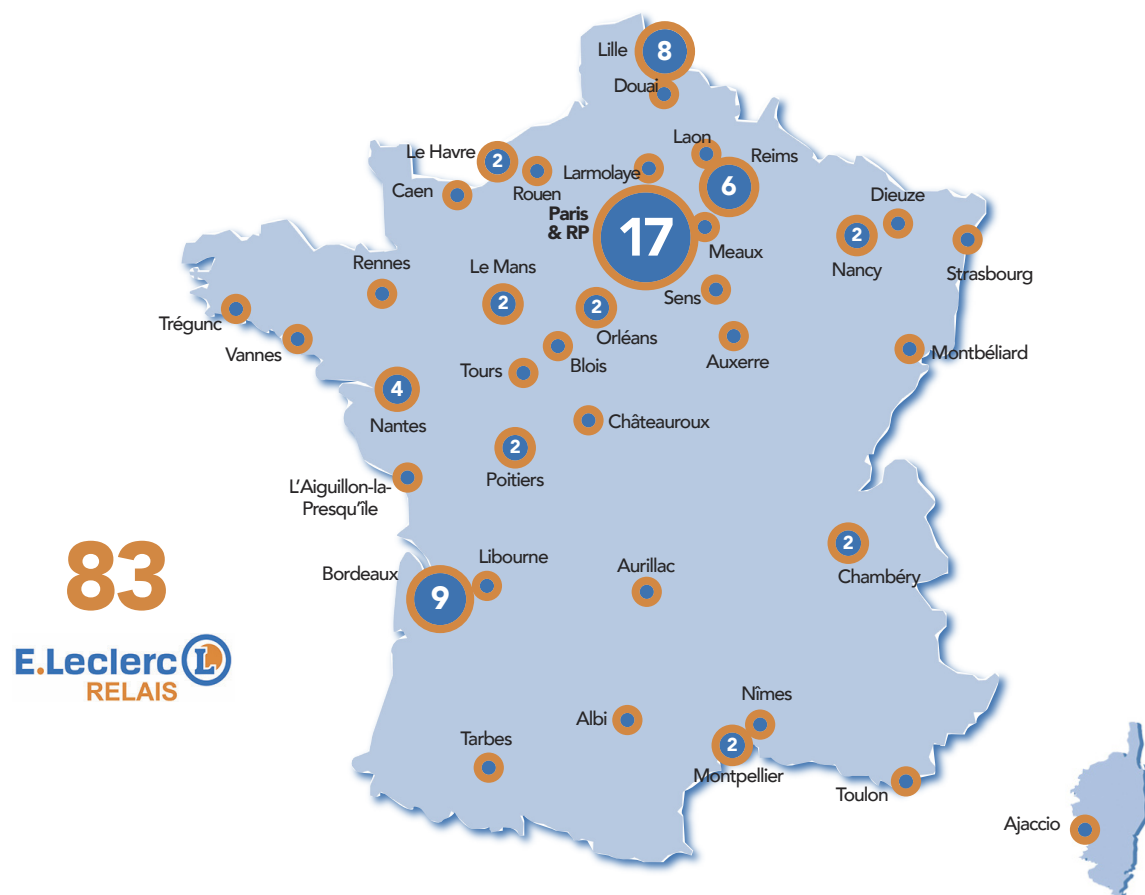 Lille
8
Douai
Laon
Le Havre
2
Reims
Larmolaye
6
Rouen
Caen
Dieuze
Paris
& RP
17
2
Meaux
Nancy
Strasbourg
Rennes
Le Mans
Sens
2
2
Trégunc
Orléans
Auxerre
Vannes
Blois
Montbéliard
Tours
4
Nantes
Châteauroux
2
Poitiers
L'Aiguillon-la-
Presqu'île
2
83
Libourne
Bordeaux
Aurillac
Chambéry
9
E.Leclerc L
RELAIS
Nîmes
Albi
Tarbes
2
Montpellier
Toulon
Ajaccio